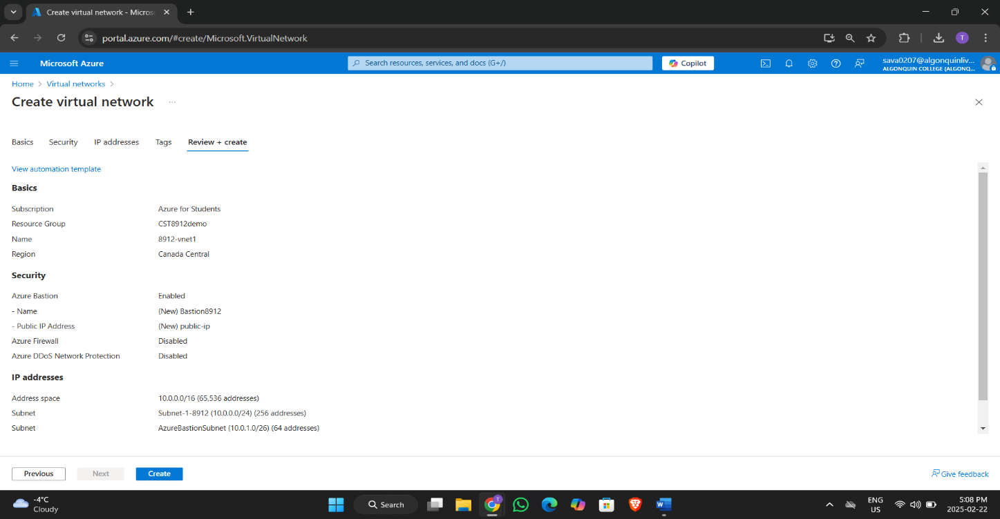 Create virtual network - Micros
portal.azure.com/#create/Microsoft.VirtualNetwork
T
Microsoft Azure
Search resources, services, and docs (G+/)
Copilot
sava0207@algonquinliv...
ALGONQUIN COLLEGE (ALGONQ...
Home > Virtual networks >
Create virtual network ...
Basics Security IP addresses Tags Review + create
View automation template
Basics
Subscription Azure for Students
Resource Group CST8912demo
Name 8912-vnet1
Region Canada Central
Security
Azure Bastion Enabled
- Name (New) Bastion8912
- Public IP Address (New) public-ip
Azure Firewall Disabled
Azure DDoS Network Protection Disabled
IP addresses
Address space 10.0.0.0/16 (65,536 addresses)
Subnet Subnet-1-8912 (10.0.0.0/24) (256 addresses)
Subnet AzureBastionSubnet (10.0.1.0/26) (64 addresses)
Previous Next Create Give feedback
-4°C
Cloudy
Search
T
W
ENG
US
5:08 PM
2025-02-22